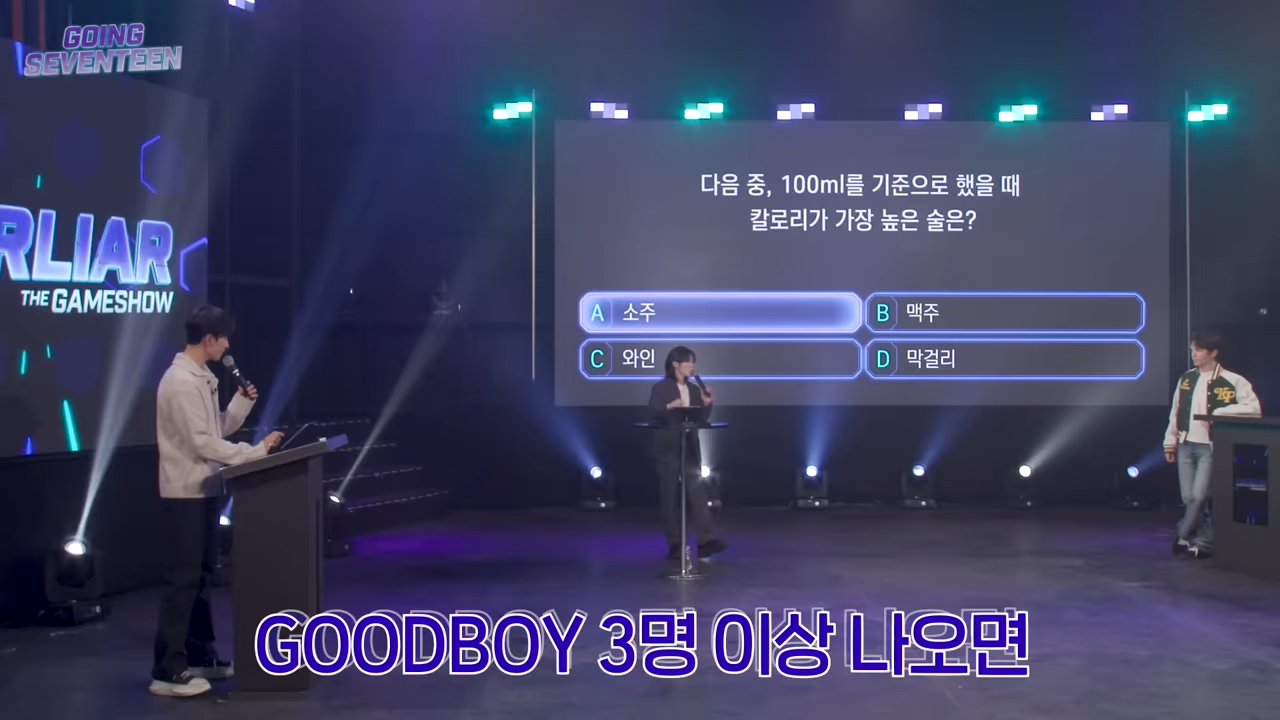 GOING
SEVENTEEN
RLIAR
THE GAMESHOW
다음 중, 100ml를 기준으로 했을 때
칼로리가 가장 높은 술은?
A 소주
B 맥주
C 와인
D 막걸리
KP
GOODBOY 3명 이상 나오면